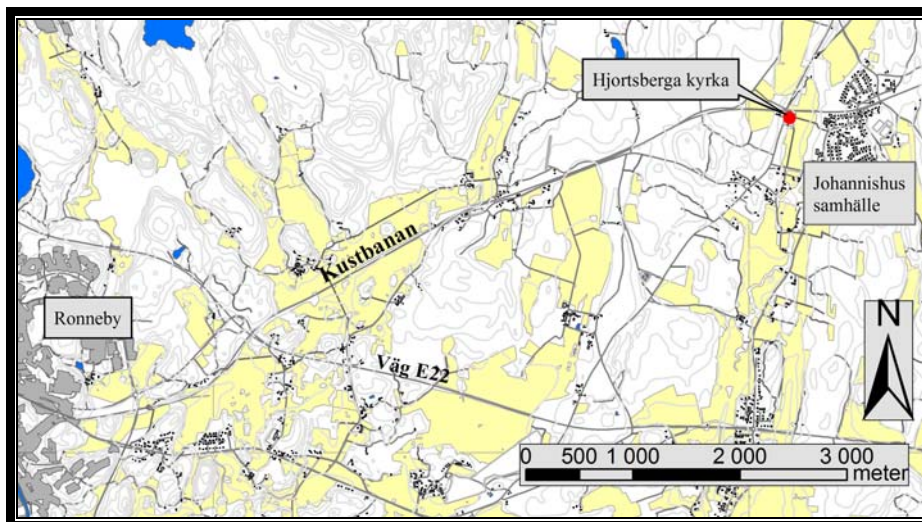 Hjortsberga kyrka
Johannishus
samhälle
Kustbanan
Ronneby
Väg E22
N
0 500 1 000 2 000 3 000
meter